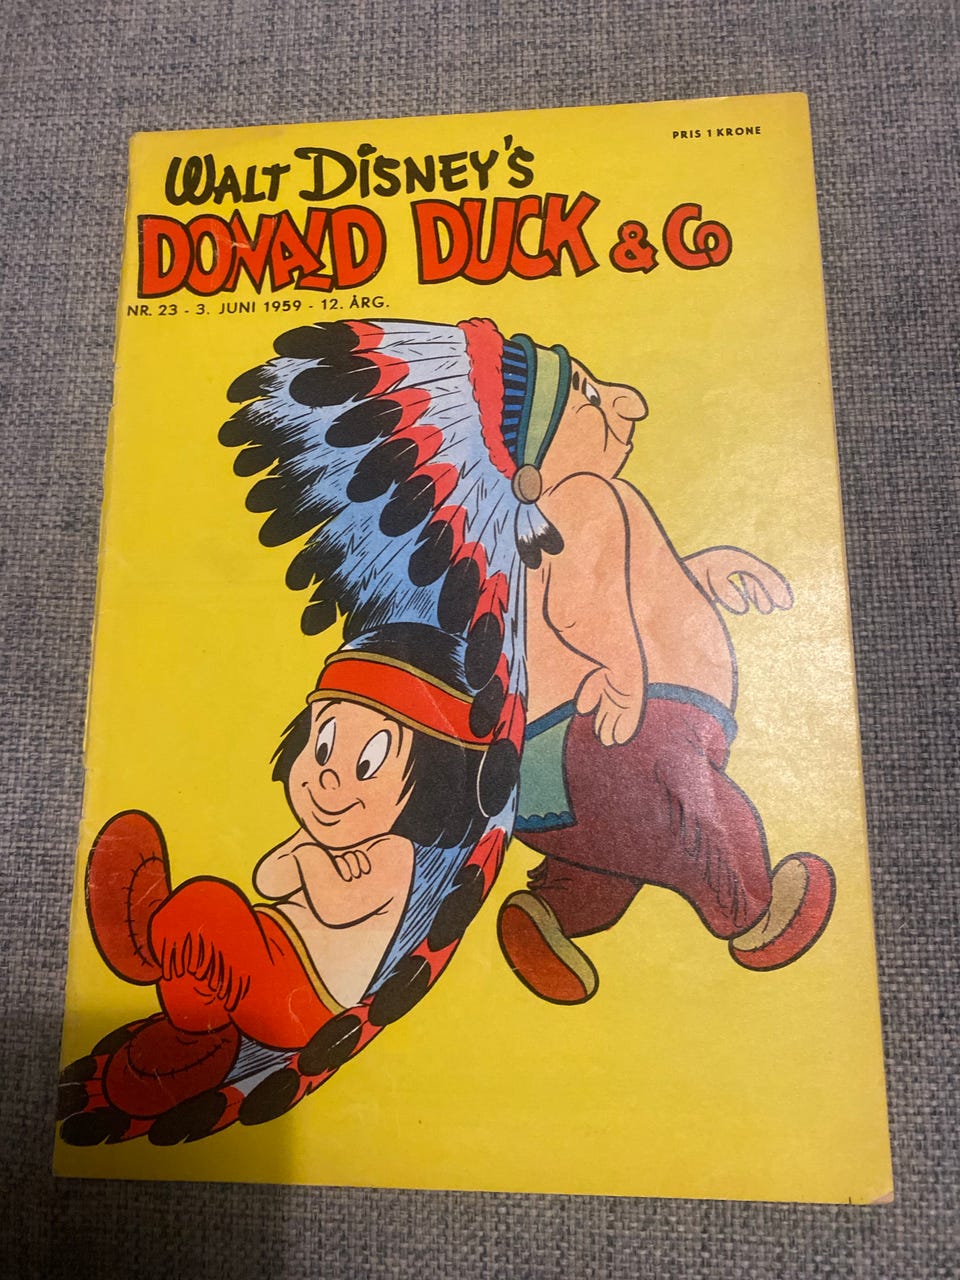 PRIS 1 KRONE
WALT DISNEY'S
DONALD DUCK & CO
NR. 23 - 3. JUNI 1959 - 12. ÅRG.